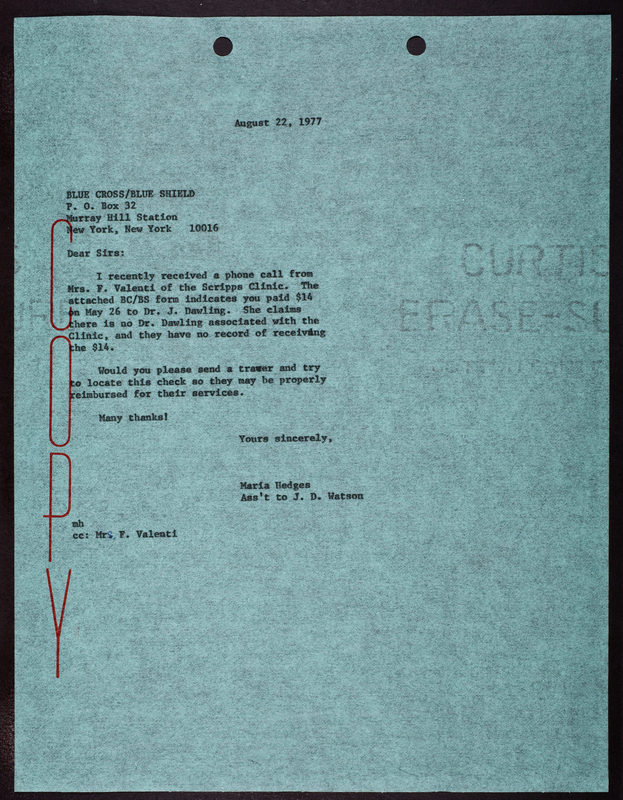 August 22, 1977
BLUE CROSS/BLUE SHIELD
P. O. Box 32
Murray Hill Station
New York, New York 10016
Dear Sirs:
I recently received a phone call from
Mrs. F. Valenti of the Scripps Clinic. The
attached BC/BS form indicates you paid $14
on May 26 to Dr. J. Dawling. She claims
there is no Dr. Dawling associated with the
Clinic, and they have no record of receiving
the $14.
Would you please send a trawer and try
to locate this check so they may be properly
reimbursed for their services.
Many thanks!
Yours sincerely,
Maria Hedges
Ass't to J. D. Watson
mh
cc: Mrs. F. Valenti
COPY
CURTIS
ERASE-